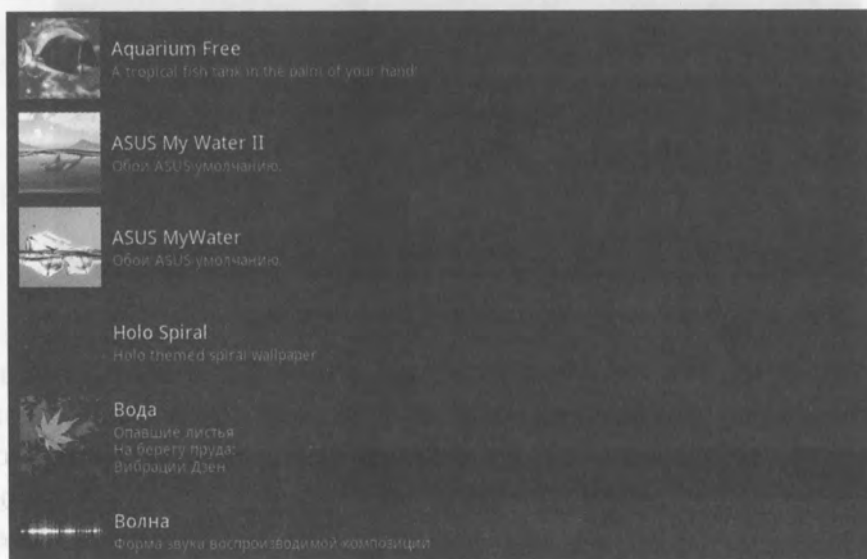 Aquarium Free
A tropical fish tank in the palm of your hand!
ASUS My Water II
Обои ASUS умолчанию.
ASUS MyWater
Обои ASUS умолчанию.
Holo Spiral
Holo themed spiral wallpaper
Вода
Опавшие листья
На берегу пруда:
Вибрации Дзен
Волна
Форма звука воспроизводимой композиции